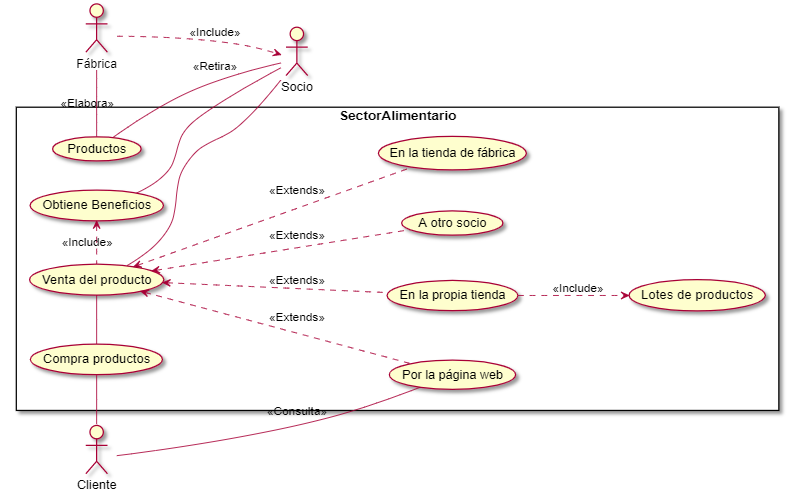 «Include»
Fábrica
«Retira»
Socio
«Elabora»
SectorAlimentario
Productos
En la tienda de fábrica
«Extends»
Obtiene Beneficios
A otro socio
«Extends»
«Include»
Venta del producto
«Extends»
En la propia tienda
«Include»
Lotes de productos
«Extends»
Compra productos
Por la página web
«Consulta»
Cliente